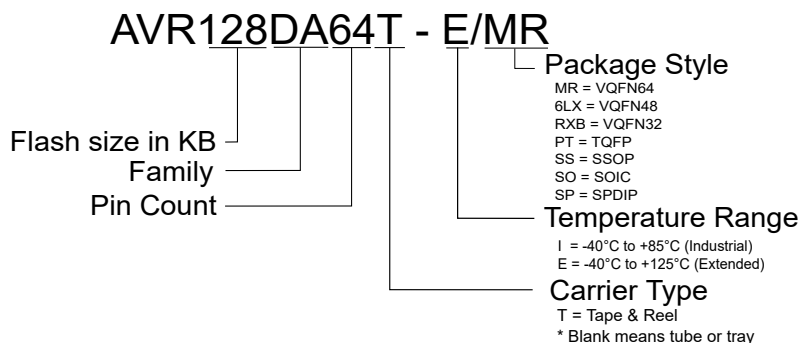 AVR128DA64T - E/MR
Package Style
MR = VQFN64
6LX = VQFN48
RXB = VQFN32
PT = TQFP
SS = SSOP
SO = SOIC
SP = SPDIP
Flash size in KB
Family
Pin Count
Temperature Range
I = -40°C to +85°C (Industrial)
E = -40°C to +125°C (Extended)
Carrier Type
T = Tape & Reel
* Blank means tube or tray